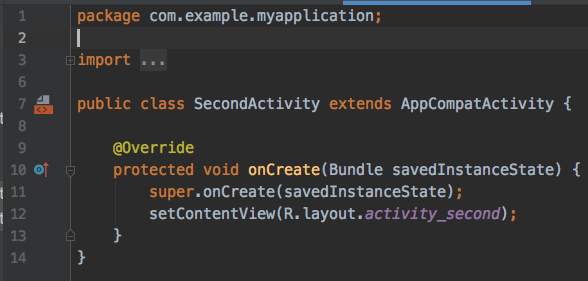 1 package com.example.myapplication;
2
3 import ...
6
7 public class SecondActivity extends AppCompatActivity {
8
9 @Override
10 protected void onCreate(Bundle savedInstanceState) {
11 super.onCreate(savedInstanceState);
12 setContentView(R.layout.activity_second);
13 }
14 }